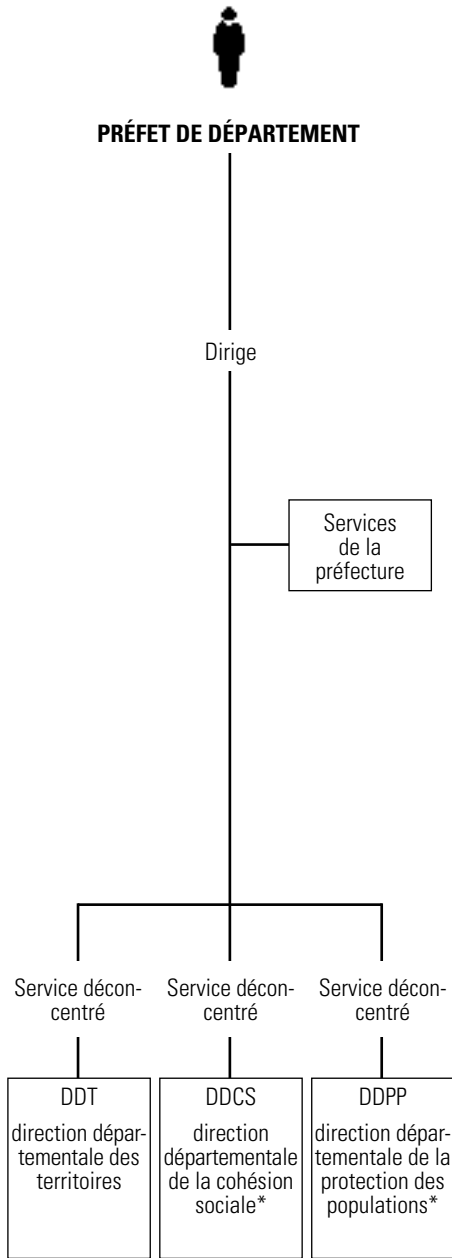 PRÉFET DE DÉPARTEMENT
Dirige
Services
de la
préfecture
Service décon-
centré
Service décon-
centré
Service décon-
centré
DDT
direction dépar-
tementale des
territoires
DDCS
direction
départementale
de la cohésion
sociale*
DDPP
direction dépar-
tementale de la
protection des
populations*